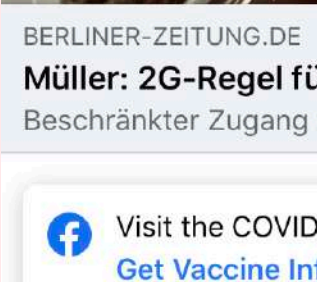 BERLINER-ZEITUNG.DE
Müller: 2G-Regel fü
Beschränkter Zugang
Visit the COVID
Get Vaccine Inf